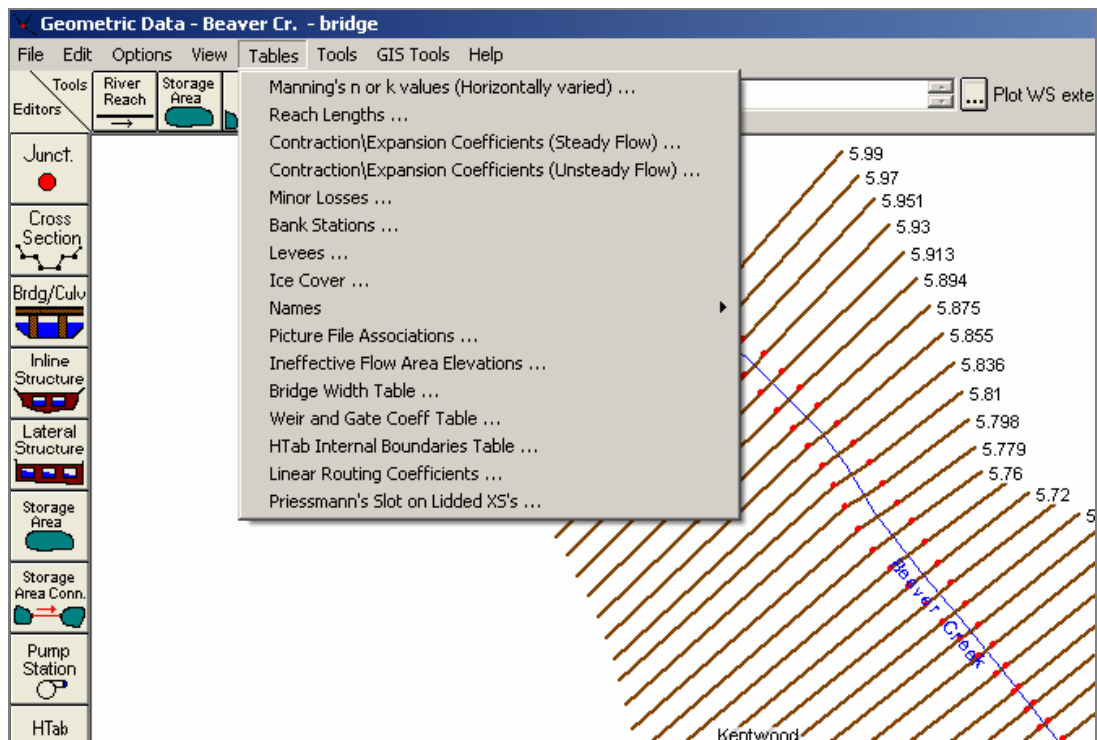 Geometric Data - Beaver Cr. - bridge
File Edit Options View Tables Tools GIS Tools Help
Tools
Editors
River
Reach
Storage
Area
Plot WS exte
Manning's n or k values (Horizontally varied) ...
Reach Lengths ...
Contraction\Expansion Coefficients (Steady Flow) ...
Contraction\Expansion Coefficients (Unsteady Flow) ...
Minor Losses ...
Bank Stations ...
Levees ...
Ice Cover ...
Names
Picture File Associations ...
Ineffective Flow Area Elevations ...
Bridge Width Table ...
Weir and Gate Coeff Table ...
HTab Internal Boundaries Table ...
Linear Routing Coefficients ...
Priessmann's Slot on Lidded XS's ...
Junct.
Cross
Section
Brdg/Culv
Inline
Structure
Lateral
Structure
Storage
Area
Storage
Area Conn.
Pump
Station
HTab
5.99
5.97
5.951
5.93
5.913
5.894
5.875
5.855
5.836
5.81
5.798
5.779
5.76
5.72
5
Beaver Creek
Kentwood